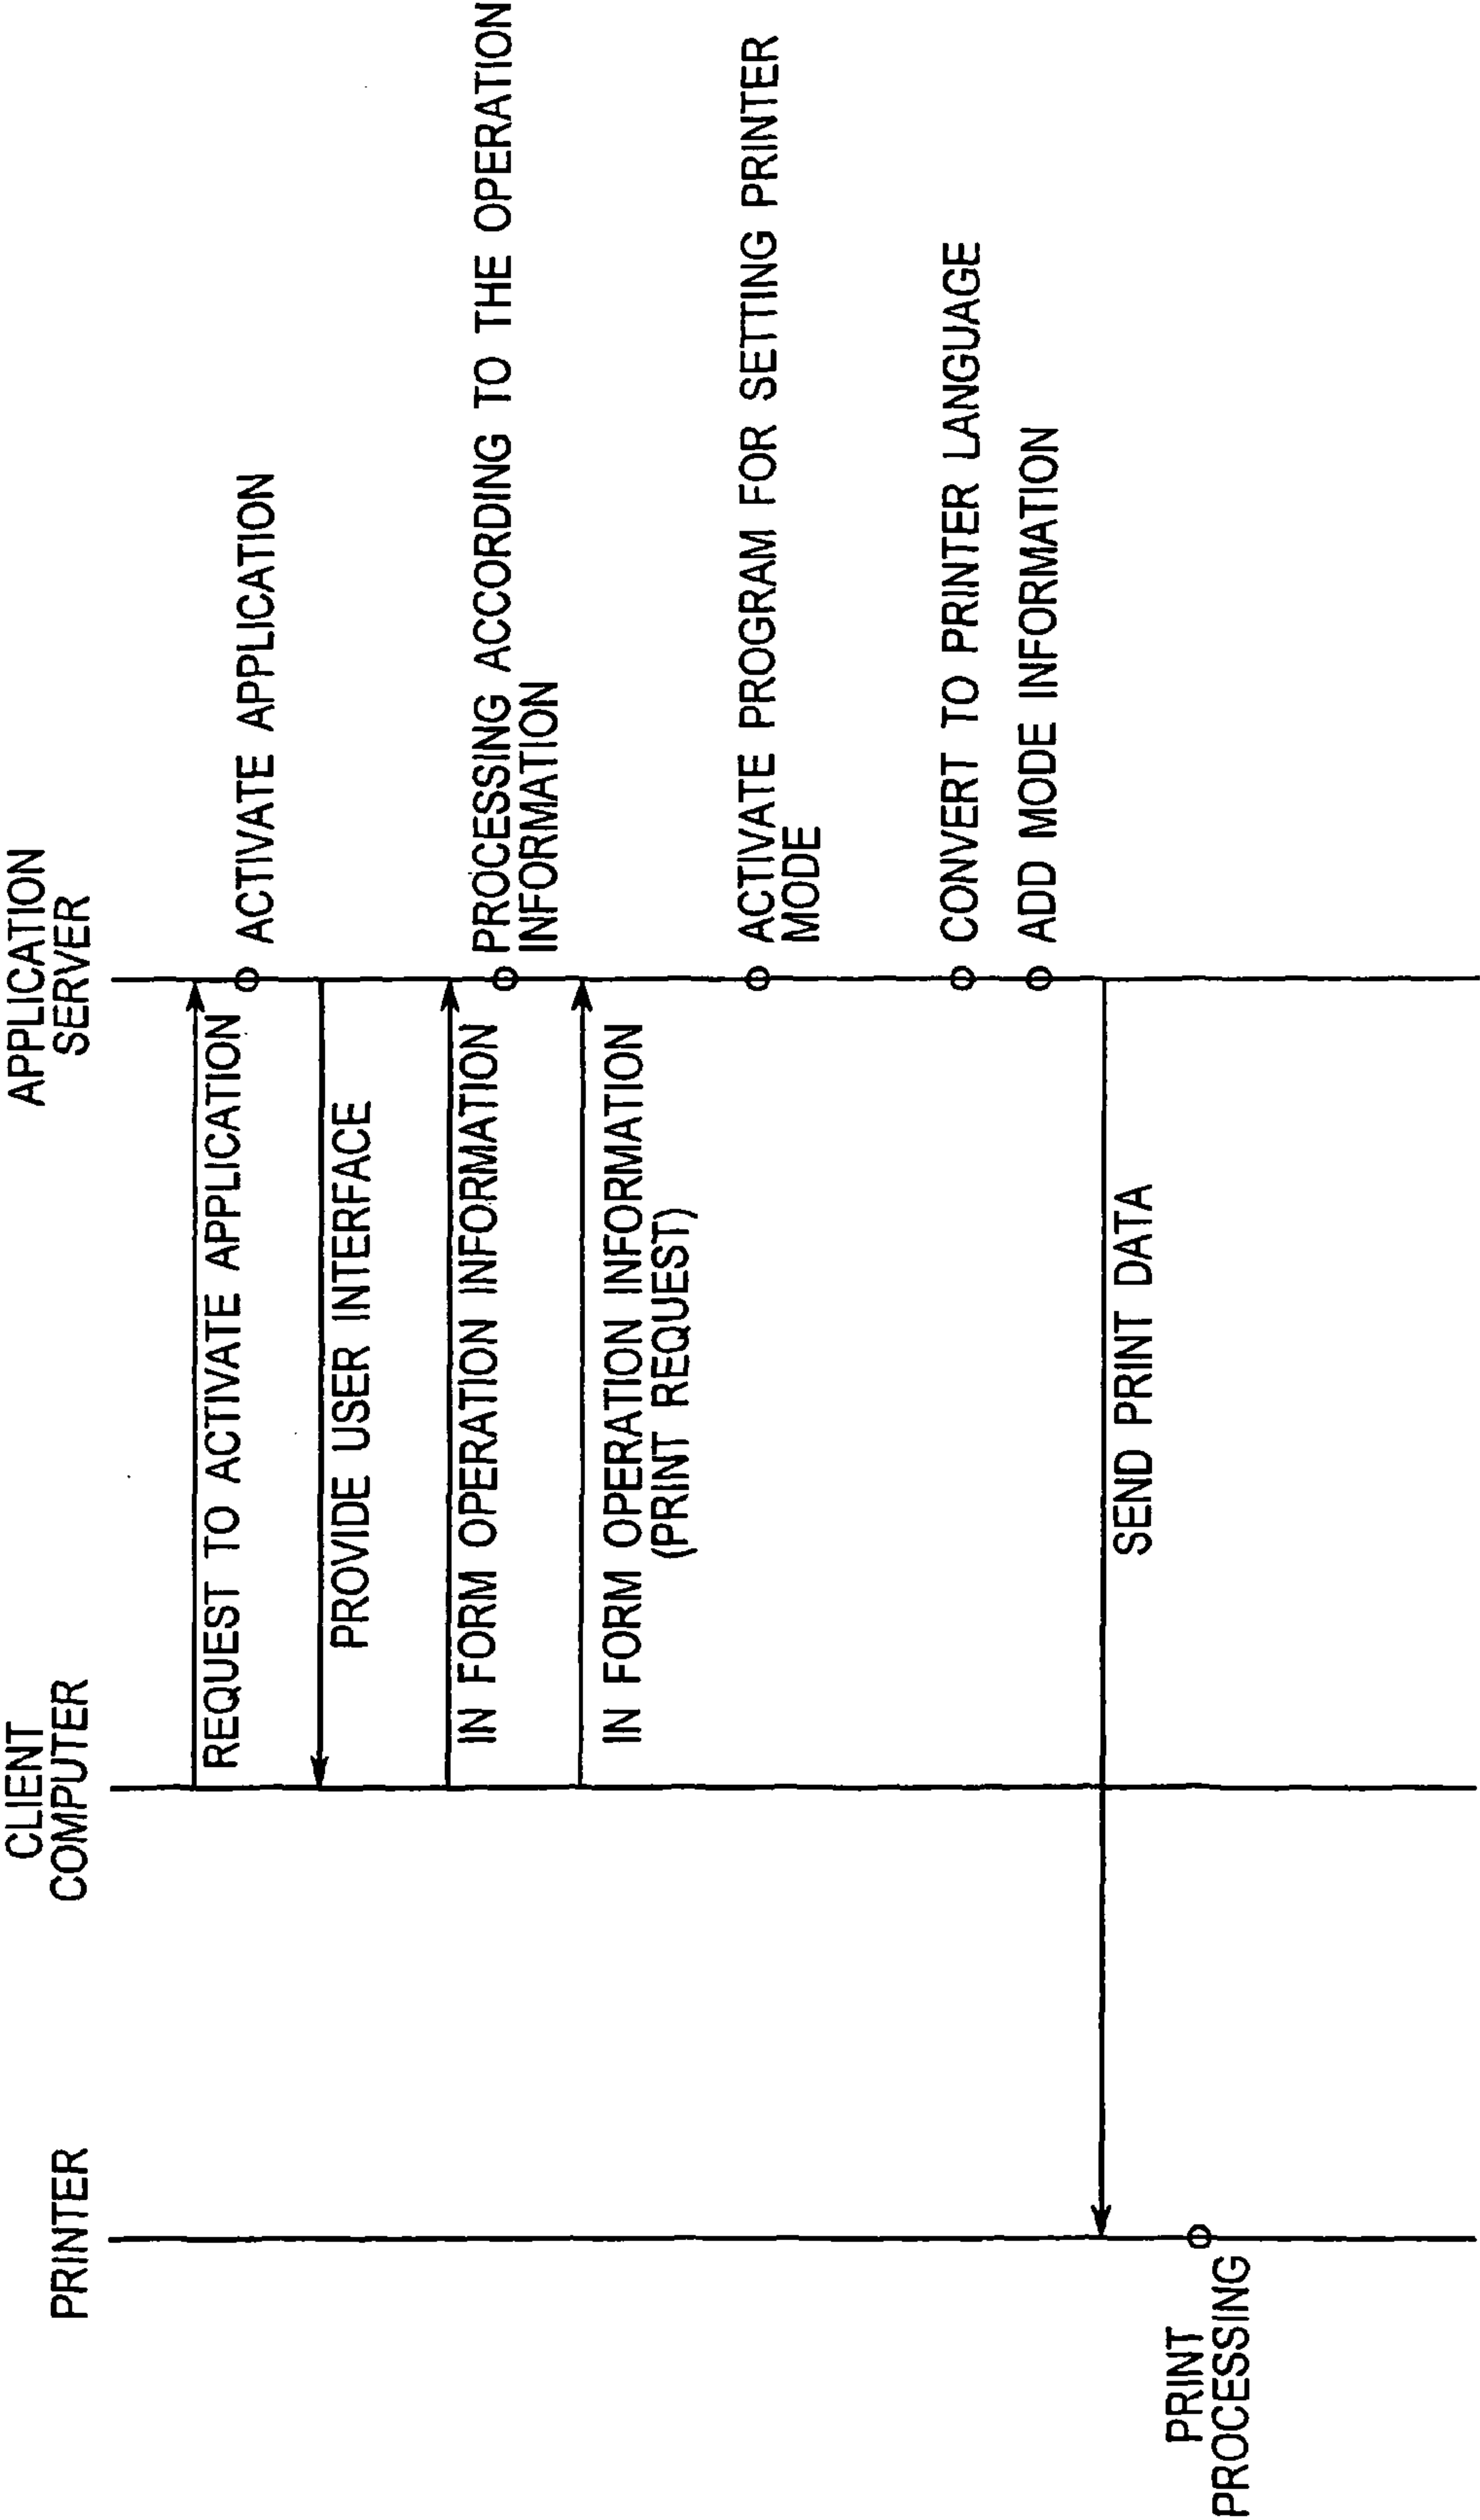 PRINTER
CLIENT
COMPUTER
APPLICATION
SERVER
REQUEST TO ACTIVATE APPLICATION
ACTIVATE APPLICATION
PROVIDE USER INTERFACE
IN FORM OPERATION INFORMATION
PROCESSING ACCORDING TO THE OPERATION
INFORMATION
IN FORM OPERATION INFORMATION
(PRINT REQUEST)
ACTIVATE PROGRAM FOR SETTING PRINTER
MODE
CONVERT TO PRINTER LANGUAGE
ADD MODE INFORMATION
SEND PRINT DATA
PRINT
PROCESSING